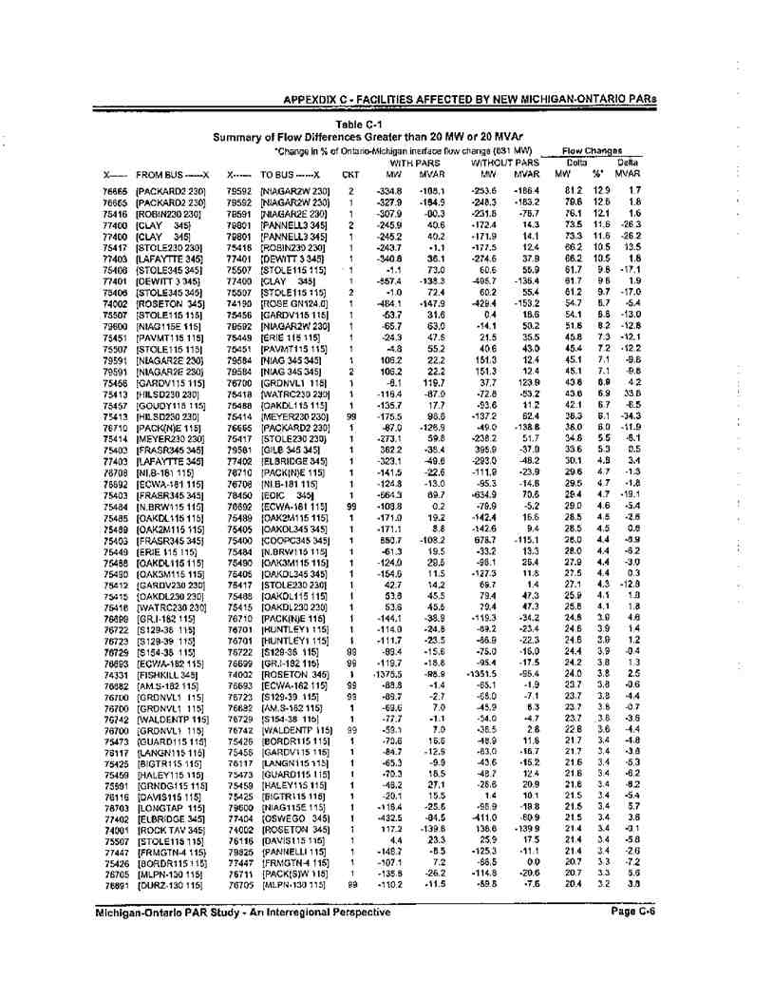 APPEXDIX C - FACILITIES AFFECTED BY NEW MICHIGAN-ONTARIO PARs
Table C-1
Summary of Flow Differences Greater than 20 MW or 20 MVAr
*Change in % of Ontario-Michigan inerface flow change (631 MW) Flow Changes
WITH PARS WITHOUT PARS Delta Delta
X----- FROM BUS ------X X------ TO BUS ------X CKT MW MVAR MW MVAR MW %* MVAR
76665 [PACKARD2 230] 79592 [NIAGAR2W 230] 2 -334.8 -253.6 81.2 12.9 1.7
76665 [PACKARD2 230] 79592 [NIAGAR2W 230] 1 -327.9 -248.3 79.6 12.6 1.8
75416 [ROBIN230 230] 79591 [NIAGAR2E 230] 1 -307.9 -231.8 76.1 12.1 1.6
77400 [CLAY 345] 79801 [PANNELL3 345] 2 -245.9 40.6 -172.4 14.3 73.5 11.6 -26.3
77400 [CLAY 345] 79801 [PANNELL3 345] 1 -245.2 40.2 -171.9 14.1 73.3 11.6 -26.2
75417 [STOLE230 230] 75416 [ROBIN230 230] 1 -243.7 -1.1 -177.5 12.4 66.2 10.5 13.5
77403 [LAFAYTTE 345] 77401 [DEWITT 3 345] 1 -340.8 36.1 -274.6 37.9 66.2 10.5 1.8
75406 [STOLE345 345] 75507 [STOLE115 115] 1 -1.1 73.0 60.6 55.9 61.7 9.8 -17.1
77401 [DEWITT 3 345] 77400 [CLAY 345] 1 -557.4 -138.3 -495.7 -136.4 61.7 9.8 1.9
75406 [STOLE345 345] 75507 [STOLE115 115] 2 -1.0 72.4 60.2 55.4 61.2 9.7 -17.0
74002 [ROSETON 345] 74190 [ROSE GN124.0] 1 -484.1 -147.9 -429.4 -153.2 54.7 8.7 -5.4
75507 [STOLE115 115] 75456 [GARDV115 115] 1 -53.7 31.6 0.4 18.6 54.1 8.6 -13.0
79600 [NIAG115E 115] 79592 [NIAGAR2W 230] 1 -65.7 63.0 -14.1 50.2 51.6 8.2 -12.8
75451 [PAVMT115 115] 75449 [ERIE 115 115] 1 -24.3 47.6 21.5 35.5 45.8 7.3 -12.1
75507 [STOLE115 115] 75451 [PAVMT115 115] 1 -4.8 55.2 40.6 43.0 45.4 7.2 -12.2
79591 [NIAGAR2E 230] 79584 [NIAG 345 345] 1 106.2 22.2 151.3 12.4 45.1 7.1 -9.8
79591 [NIAGAR2E 230] 79584 [NIAG 345 345] 2 106.2 22.2 151.3 12.4 45.1 7.1 -9.8
75456 [GARDV115 115] 76700 [GRDNVL1 115] 1 -6.1 119.7 37.7 123.9 43.8 6.9 4.2
75413 [HILSD230 230] 75418 [WATRC230 230] 1 -116.4 -87.0 -72.8 -53.2 43.6 6.9 33.8
75457 [GOUDY115 115] 75488 [OAKDL115 115] 1 -135.7 17.7 -93.6 11.2 42.1 6.7 -6.5
75413 [HILSD230 230] 75414 [MEYER230 230] 99 -175.5 96.6 -137.2 62.4 38.3 6.1 -34.3
76710 [PACK(N)E 115] 76665 [PACKARD2 230] 1 -87.0 -126.9 -49.0 -138.8 38.0 6.0 -11.9
75414 [MEYER230 230] 75417 [STOLE230 230] 1 -273.1 59.8 -238.2 51.7 34.8 5.5 -8.1
75403 [FRASR345 345] 79581 [GILB 345 345] 1 362.2 -38.4 395.9 -37.9 33.6 5.3 0.5
77403 [LAFAYTTE 345] 77402 [ELBRIDGE 345] 1 -323.1 -49.6 -293.0 -48.2 30.1 4.8 3.4
76708 [NI.B-181 115] 76710 [PACK(N)E 115] 1 -141.5 -22.6 -111.9 -23.9 29.6 4.7 -1.3
76692 [ECWA-181 115] 76708 [NI.B-181 115] 1 -124.8 -13.0 -95.3 -14.8 29.5 4.7 -1.8
75403 [FRASR345 345] 78450 [EDIC 345] 1 -664.3 89.7 -634.9 70.6 29.4 4.7 -19.1
75484 [N.BRW115 115] 76692 [ECWA-181 115] 99 -108.8 0.2 -79.8 -5.2 29.0 4.6 -5.4
75485 [OAKDL115 115] 75489 [OAK2M115 115] 1 -171.0 19.2 -142.4 16.6 28.5 4.5 -2.6
75489 [OAK2M115 115] 75405 [OAKDL345 345] 1 -171.1 8.8 -142.6 9.4 28.5 4.5 0.6
75403 [FRASR345 345] 75400 [COOPC345 345] 1 650.7 -108.2 678.7 -115.1 28.0 4.4 -6.9
75449 [ERIE 115 115] 75484 [N.BRW115 115] 1 -61.3 19.5 -33.2 13.3 28.0 4.4 -6.2
75488 [OAKDL115 115] 75490 [OAK3M115 115] 1 -124.0 29.5 -96.1 26.4 27.9 4.4 -3.0
75490 [OAK3M115 115] 75405 [OAKDL345 345] 1 -154.8 11.5 -127.3 11.8 27.5 4.4 0.3
75412 [GARDV230 230] 75417 [STOLE230 230] 1 42.7 14.2 69.7 1.4 27.1 4.3 -12.8
75415 [OAKDL230 230] 75488 [OAKDL115 115] 1 53.6 45.5 79.4 47.3 25.9 4.1 1.8
75418 [WATRC230 230] 75415 [OAKDL230 230] 1 53.6 45.5 79.4 47.3 25.8 4.1 1.8
76699 [GR.I-182 115] 76710 [PACK(N)E 115] 1 -144.1 -38.9 -119.3 -34.2 24.8 3.9 4.6
76722 [S129-38 115] 76701 [HUNTLEY1 115] 1 -114.0 -24.8 -89.2 -23.4 24.8 3.9 1.4
76723 [S129-39 115] 76701 [HUNTLEY1 115] 1 -111.7 -23.5 -86.9 -22.3 24.8 3.9 1.2
76729 [S154-38 115] 76722 [S129-38 115] 99 -99.4 -15.6 -75.0 -16.0 24.4 3.9 -0.4
76693 [ECWA-182 115] 76699 [GR.I-182 115] 99 -119.7 -18.8 -95.4 -17.5 24.2 3.8 1.3
74331 [FISHKILL 345] 74002 [ROSETON 345] 1 -1375.5 -98.9 -1351.5 -96.4 24.0 3.8 2.5
76682 [AM.S-182 115] 76693 [ECWA-182 115] 99 -88.8 -1.4 -65.1 -1.9 23.7 3.8 -0.6
76700 [GRDNVL1 115] 76723 [S129-39 115] 99 -89.7 -2.7 -66.0 -7.1 23.7 3.8 -4.4
76700 [GRDNVL1 115] 76682 [AM.S-182 115] 1 -69.6 7.0 -45.9 6.3 23.7 3.8 -0.7
76742 [WALDENTP 115] 76729 [S154-38 115] 1 -77.7 -1.1 -54.0 -4.7 23.7 3.8 -3.6
76700 [GRDNVL1 115] 76742 [WALDENTP 115] 99 -59.1 7.0 -36.5 2.6 22.8 3.6 -4.4
75473 [GUARD115 115] 75426 [BORDR115 115] 1 -70.6 16.6 -48.9 11.8 21.7 3.4 -4.8
76117 [LANGN115 115] 75456 [GARDV115 115] 1 -84.7 -12.9 -63.0 -16.7 21.7 3.4 -3.8
75425 [BIGTR115 115] 76117 [LANGN115 115] 1 -65.3 -9.9 -43.6 -15.2 21.6 3.4 -5.3
75459 [HALEY115 115] 75473 [GUARD115 115] 1 -70.3 18.5 -48.7 12.4 21.6 3.4 -6.2
75591 [GRNDG115 115] 75459 [HALEY115 115] 1 -48.2 27.1 -26.6 20.9 21.6 3.4 -6.2
76116 [DAVIS115 115] 75425 [BIGTR115 115] 1 -20.1 15.5 1.4 10.1 21.5 3.4 -5.4
76703 [LONGTAP 115] 79600 [NIAG115E 115] 1 -118.4 -25.6 -96.9 -19.8 21.5 3.4 5.7
77402 [ELBRIDGE 345] 77404 [OSWEGO 345] 1 -432.5 -84.5 -411.0 -80.9 21.5 3.4 3.6
74001 [ROCK TAV 345] 74002 [ROSETON 345] 1 117.2 -139.8 138.6 -139.9 21.4 3.4 -0.1
75507 [STOLE115 115] 76116 [DAVIS115 115] 1 4.4 23.3 25.9 17.5 21.4 3.4 -5.8
77447 [FRMGTN-4 115] 79825 [PANNELLI 115] 1 -146.7 -8.5 -125.3 -11.1 21.4 3.4 -2.6
75426 [BORDR115 115] 77447 [FRMGTN-4 115] 1 -107.1 7.2 -86.5 0.0 20.7 3.3 -7.2
76705 [MLPN-130 115] 76711 [PACK(S)W 115] 1 -135.5 -26.2 -114.8 -20.6 20.7 3.3 5.6
76691 [DURZ-130 115] 76705 [MLPN-130 115] 99 -110.2 -11.5 -89.8 -7.6 20.4 3.2 3.8
Michigan-Ontario PAR Study - An Interregional Perspective Page C-6